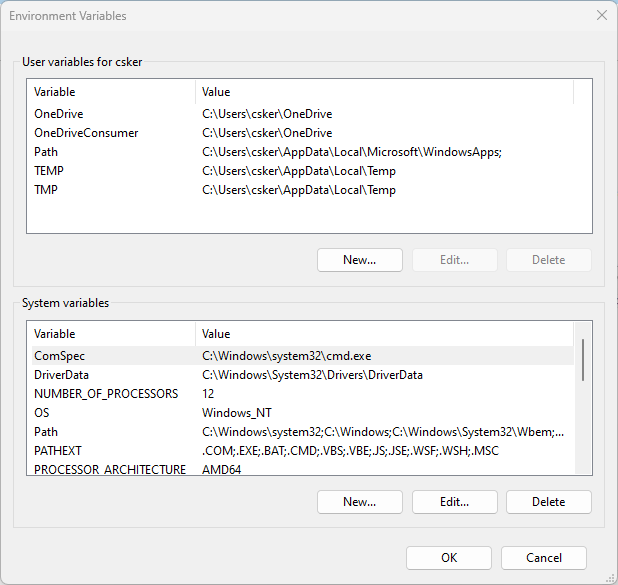 Environment Variables
User variables for csker
Variable Value
OneDrive C:\Users\csker\OneDrive
OneDriveConsumer C:\Users\csker\OneDrive
Path C:\Users\csker\AppData\Local\Microsoft\WindowsApps;
TEMP C:\Users\csker\AppData\Local\Temp
TMP C:\Users\csker\AppData\Local\Temp
New... Edit... Delete
System variables
Variable Value
ComSpec C:\Windows\system32\cmd.exe
DriverData C:\Windows\System32\Drivers\DriverData
NUMBER_OF_PROCESSORS 12
OS Windows_NT
Path C:\Windows\system32;C:\Windows;C:\Windows\System32\Wbem;...
PATHEXT .COM;.EXE;.BAT;.CMD;.VBS;.VBE;.JS;.JSE;.WSF;.WSH;.MSC
PROCESSOR_ARCHITECTURE AMD64
New... Edit... Delete
OK Cancel